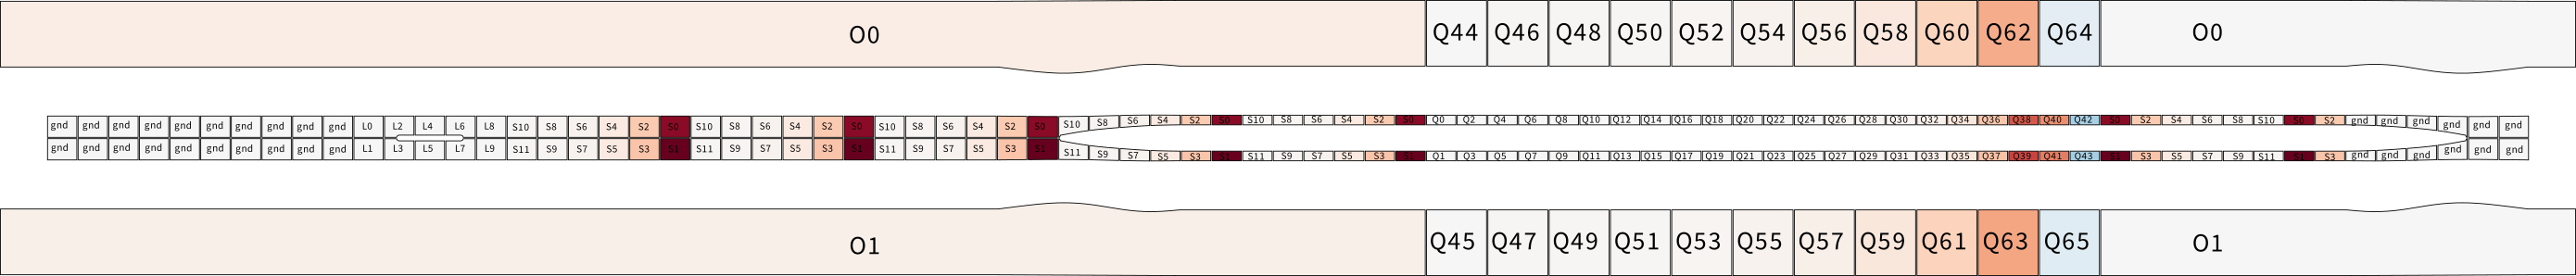 O0 Q44 Q46 Q48 Q50 Q52 Q54 Q56 Q58 Q60 Q62 Q64 O0
gnd gnd gnd gnd gnd gnd gnd gnd gnd gnd L0 L2 L4 L6 L8 S10 S8 S6 S4 S2 S0 S10 S8 S6 S4 S2 S0 S10 S8 S6 S4 S2 S0 S10 S8 S6 S4 S2 S0 S10 S8 S6 S4 S2 S0 Q0 Q2 Q4 Q6 Q8 Q10 Q12 Q14 Q16 Q18 Q20 Q22 Q24 Q26 Q28 Q30 Q32 Q34 Q36 Q38 Q40 Q42 S0 S2 S4 S6 S8 S10 S0 S2 gnd gnd gnd gnd gnd gnd
gnd gnd gnd gnd gnd gnd gnd gnd gnd gnd L1 L3 L5 L7 L9 S11 S9 S7 S5 S3 S1 S11 S9 S7 S5 S3 S1 S11 S9 S7 S5 S3 S1 S11 S9 S7 S5 S3 S1 S11 S9 S7 S5 S3 S1 Q1 Q3 Q5 Q7 Q9 Q11 Q13 Q15 Q17 Q19 Q21 Q23 Q25 Q27 Q29 Q31 Q33 Q35 Q37 Q39 Q41 Q43 S1 S3 S5 S7 S9 S11 S1 S3 gnd gnd gnd gnd gnd gnd
O1 Q45 Q47 Q49 Q51 Q53 Q55 Q57 Q59 Q61 Q63 Q65 O1